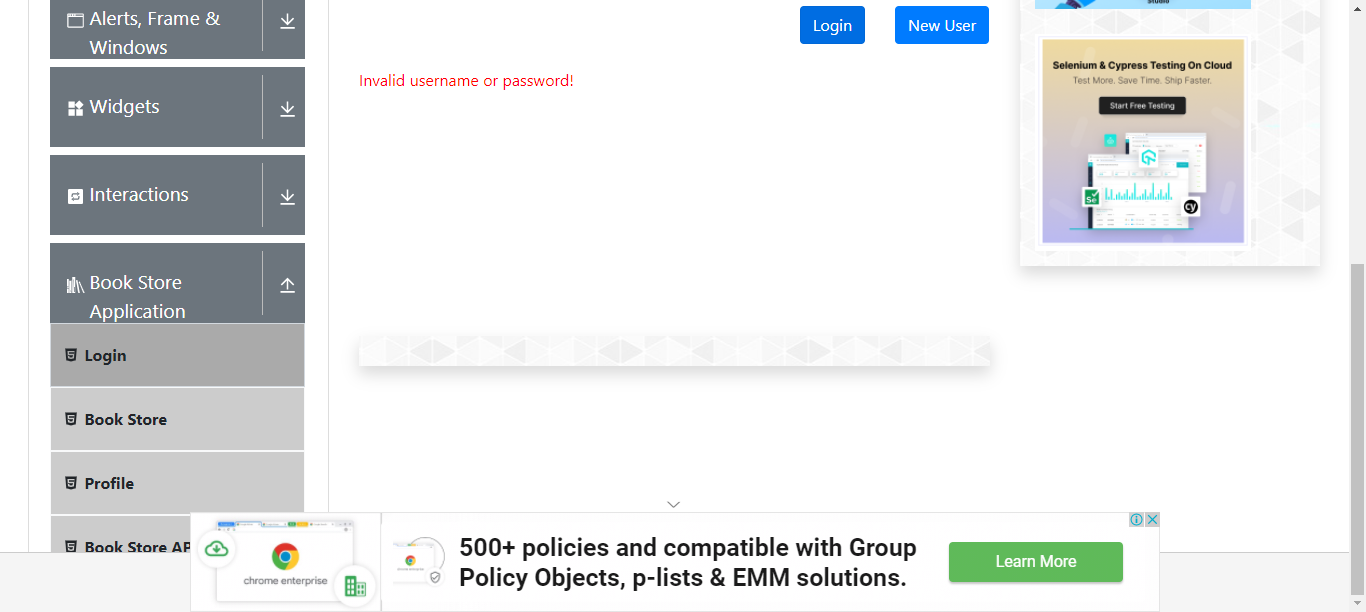 Alerts, Frame &
Windows
Widgets
Interactions
Book Store
Application
Login
Book Store
Profile
Book Store AP
Login
New User
Invalid username or password!
Studio
Selenium & Cypress Testing On Cloud
Test More. Save Time. Ship Faster.
Start Free Testing
Se
cy
chrome enterprise
500+ policies and compatible with Group
Policy Objects, p-lists & EMM solutions.
Learn More